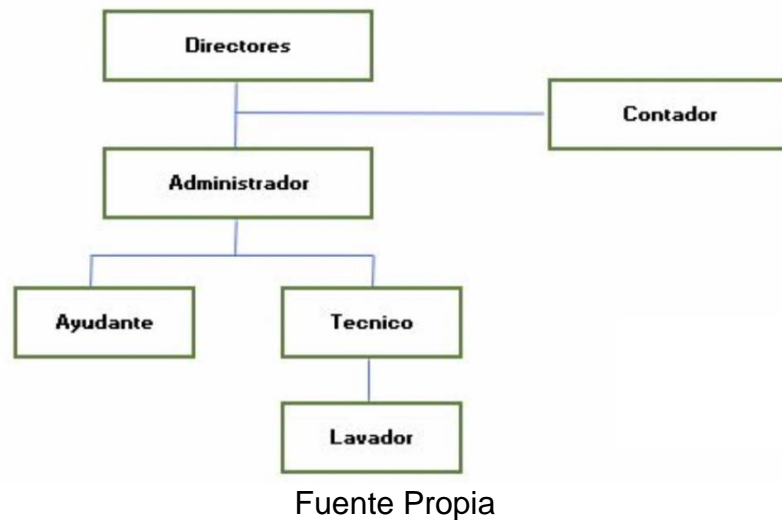 Directores
Contador
Administrador
Ayudante
Tecnico
Lavador
Fuente Propia